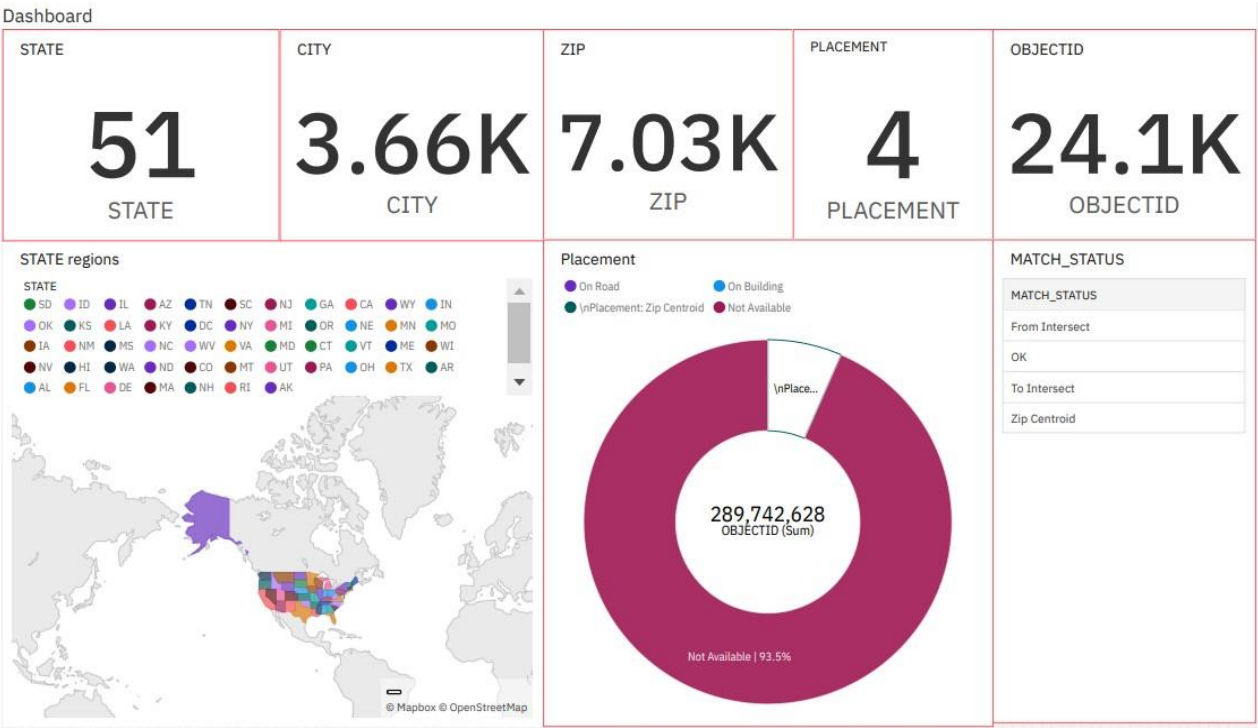 Dashboard
STATE
51
STATE
CITY
3.66K
CITY
ZIP
7.03K
ZIP
PLACEMENT
4
PLACEMENT
OBJECTID
24.1K
OBJECTID
STATE regions
STATE
SD ID IL AZ TN SC NJ GA CA WY IN
OK KS LA KY DC NY MI OR NE MN MO
IA NM MS NC WV VA MD CT VT ME WI
NV HI WA ND CO MT UT PA OH TX AR
AL FL DE MA NH RI AK
© Mapbox © OpenStreetMap
Placement
On Road On Building
\nPlacement: Zip Centroid Not Available
\nPlace...
289,742,628
OBJECTID (Sum)
Not Available | 93.5%
MATCH_STATUS
MATCH_STATUS
From Intersect
OK
To Intersect
Zip Centroid